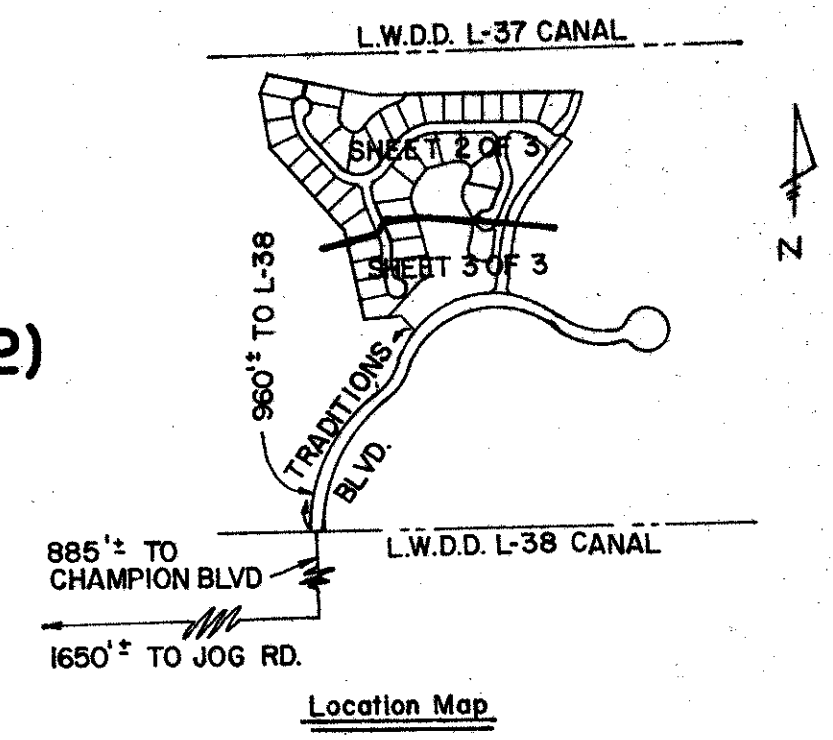 L.W.D.D. L-37 CANAL
SHEET 2 OF 3
SHEET 3 OF 3
N
960'± TO L-38
TRADITIONS
BLVD.
885'± TO
CHAMPION BLVD
L.W.D.D. L-38 CANAL
1650'± TO JOG RD.
Location Map